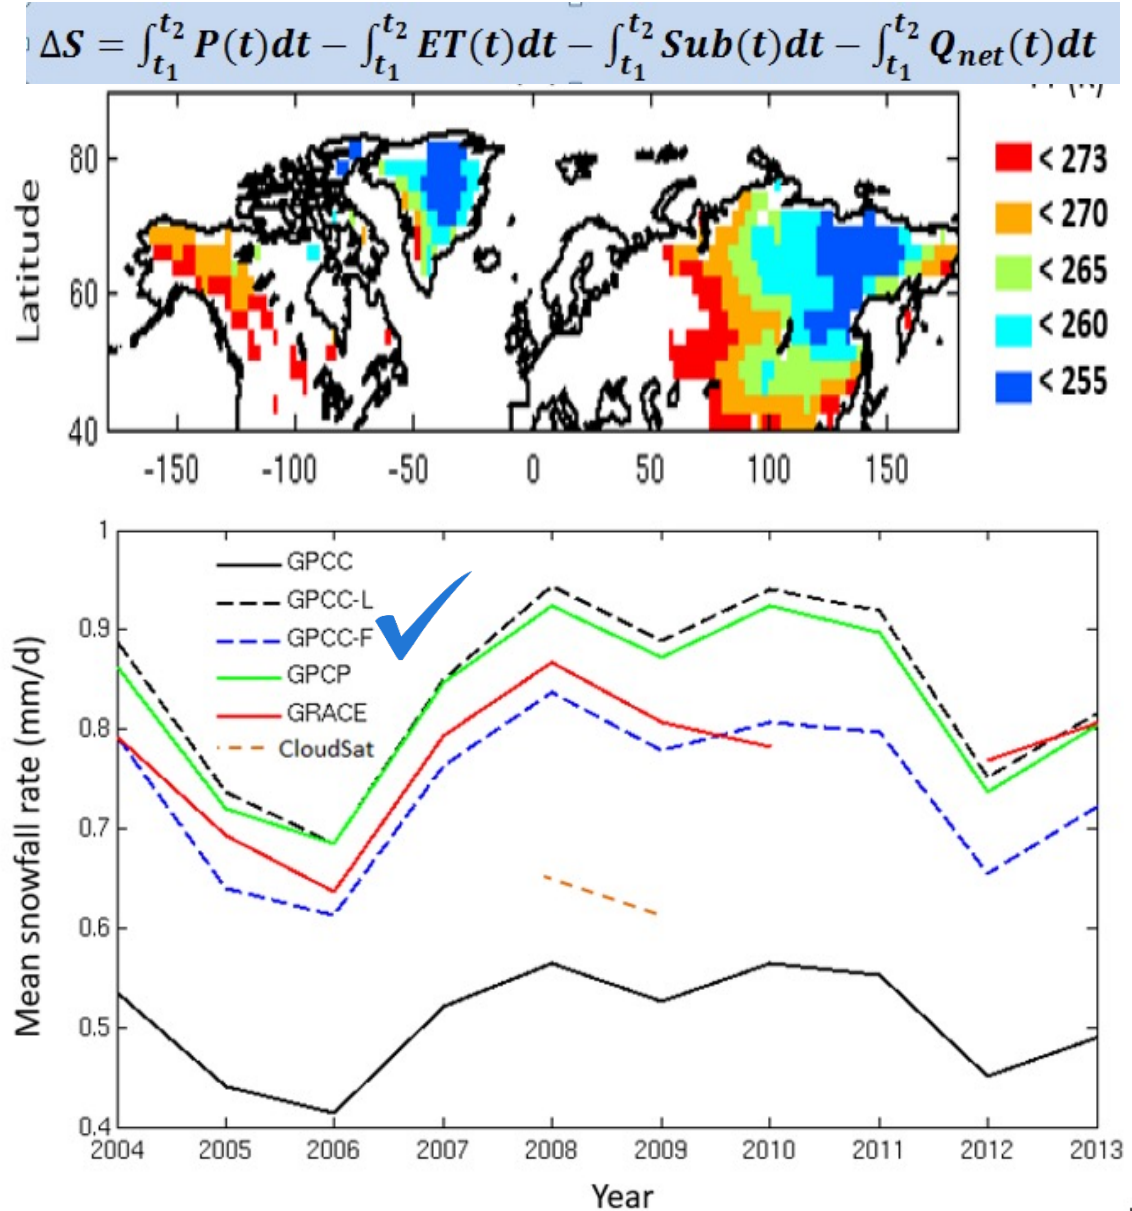 ΔS = ∫_{t₁}^{t₂} P(t)dt − ∫_{t₁}^{t₂} ET(t)dt − ∫_{t₁}^{t₂} Sub(t)dt − ∫_{t₁}^{t₂} Q_{net}(t)dt
80
60
40
Latitude
-150 -100 -50 0 50 100 150
< 273
< 270
< 265
< 260
< 255
1
0.9
0.8
0.7
0.6
0.5
0.4
Mean snowfall rate (mm/d)
GPCC
GPCC-L
GPCC-F
GPCP
GRACE
CloudSat
2004 2005 2006 2007 2008 2009 2010 2011 2012 2013
Year